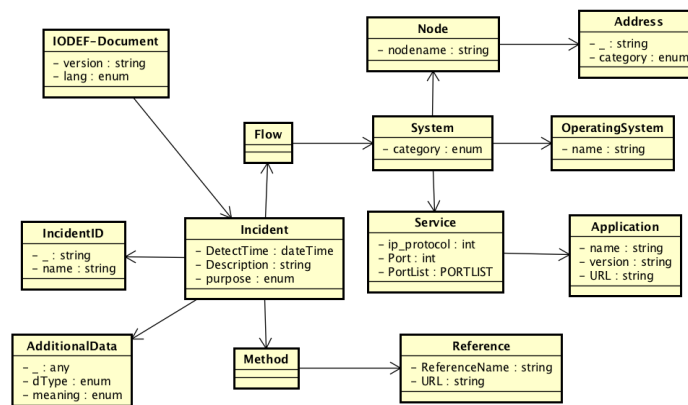 IODEF-Document
- version : string
- lang : enum
Node
- nodename : string
Address
- _ : string
- category : enum
Flow
System
- category : enum
OperatingSystem
- name : string
IncidentID
- _ : string
- name : string
Incident
- DetectTime : dateTime
- Description : string
- purpose : enum
Service
- ip_protocol : int
- Port : int
- PortList : PORTLIST
Application
- name : string
- version : string
- URL : string
AdditionalData
- _ : any
- dType : enum
- meaning : enum
Method
Reference
- ReferenceName : string
- URL : string